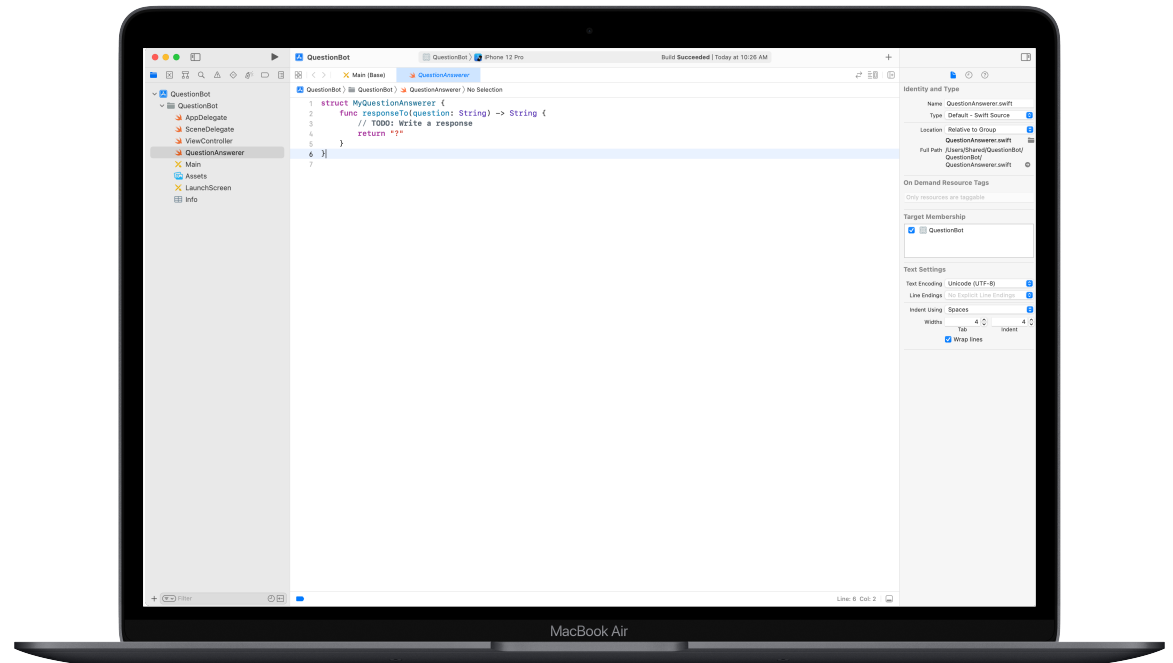 QuestionBot
QuestionBot
iPhone 12 Pro
Build Succeeded | Today at 10:26 AM
Main (Base)
QuestionAnswerer
QuestionBot
QuestionBot
QuestionAnswerer
No Selection
QuestionBot
QuestionBot
AppDelegate
SceneDelegate
ViewController
QuestionAnswerer
Main
Assets
LaunchScreen
Info
Filter
1 struct MyQuestionAnswerer {
2 func responseTo(question: String) -> String {
3 // TODO: Write a response
4 return "?"
5 }
6 }
7
Line: 6 Col: 2
Identity and Type
Name QuestionAnswerer.swift
Type Default - Swift Source
Location Relative to Group
QuestionAnswerer.swift
Full Path /Users/Shared/QuestionBot/
QuestionBot/
QuestionAnswerer.swift
On Demand Resource Tags
Only resources are taggable
Target Membership
QuestionBot
Text Settings
Text Encoding Unicode (UTF-8)
Line Endings No Explicit Line Endings
Indent Using Spaces
Widths 4 4
Tab Indent
Wrap lines
MacBook Air